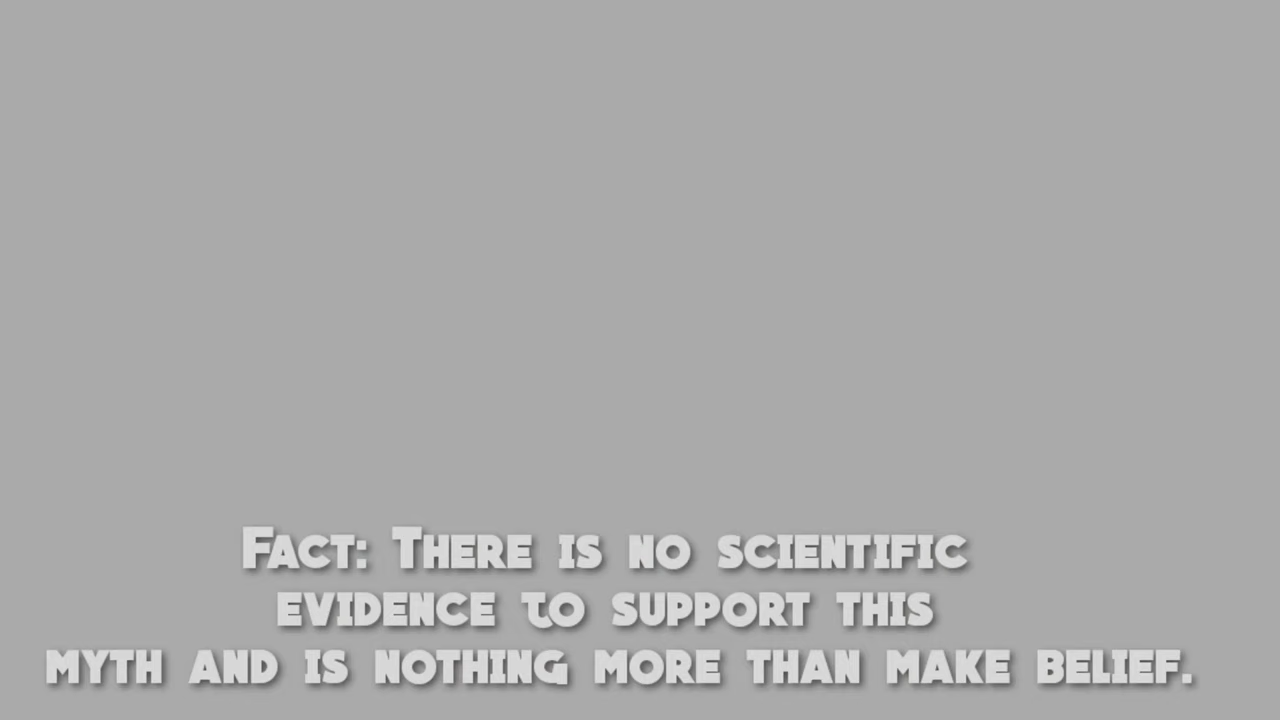 Fact: There is no scientific
evidence to support this
myth and is nothing more than make belief.